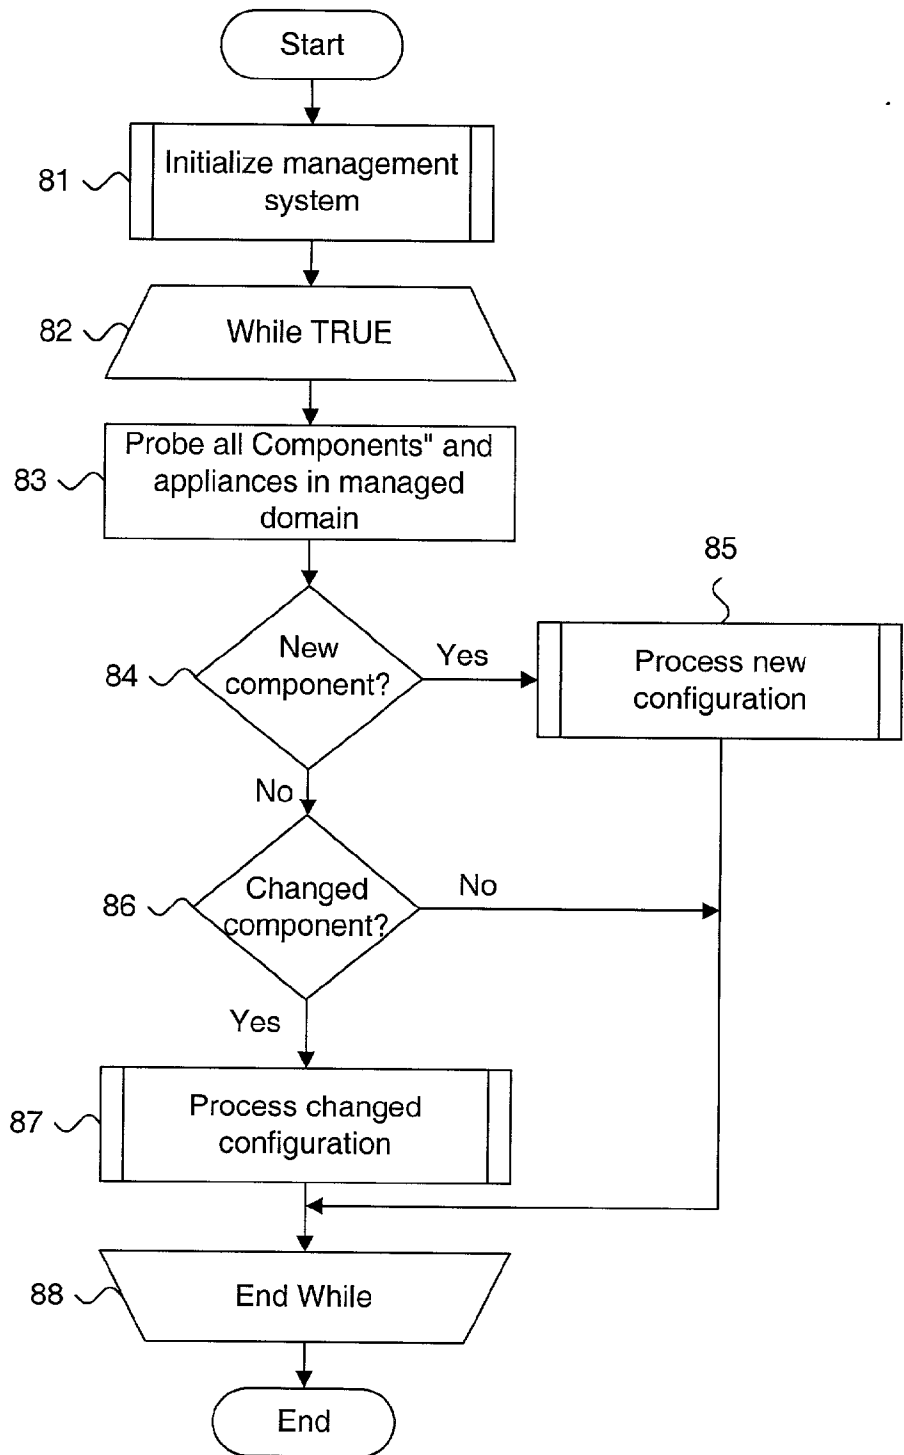 Start
81
Initialize management
system
82
While TRUE
83
Probe all Components" and
appliances in managed
domain
84
New
component?
Yes
85
Process new
configuration
No
86
Changed
component?
No
Yes
87
Process changed
configuration
88
End While
End